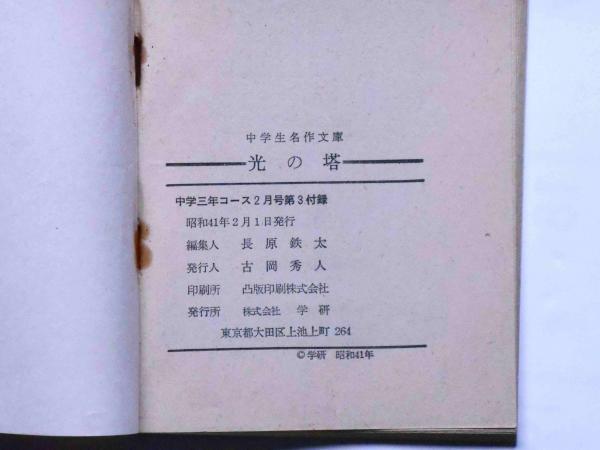 中学生名作文庫
光の塔
中学三年コース2月号第3付録
昭和41年2月1日発行
編集人 長原鉄太
発行人 古岡秀人
印刷所 凸版印刷株式会社
発行所 株式会社 学研
東京都大田区上池上町 264
©学研 昭和41年